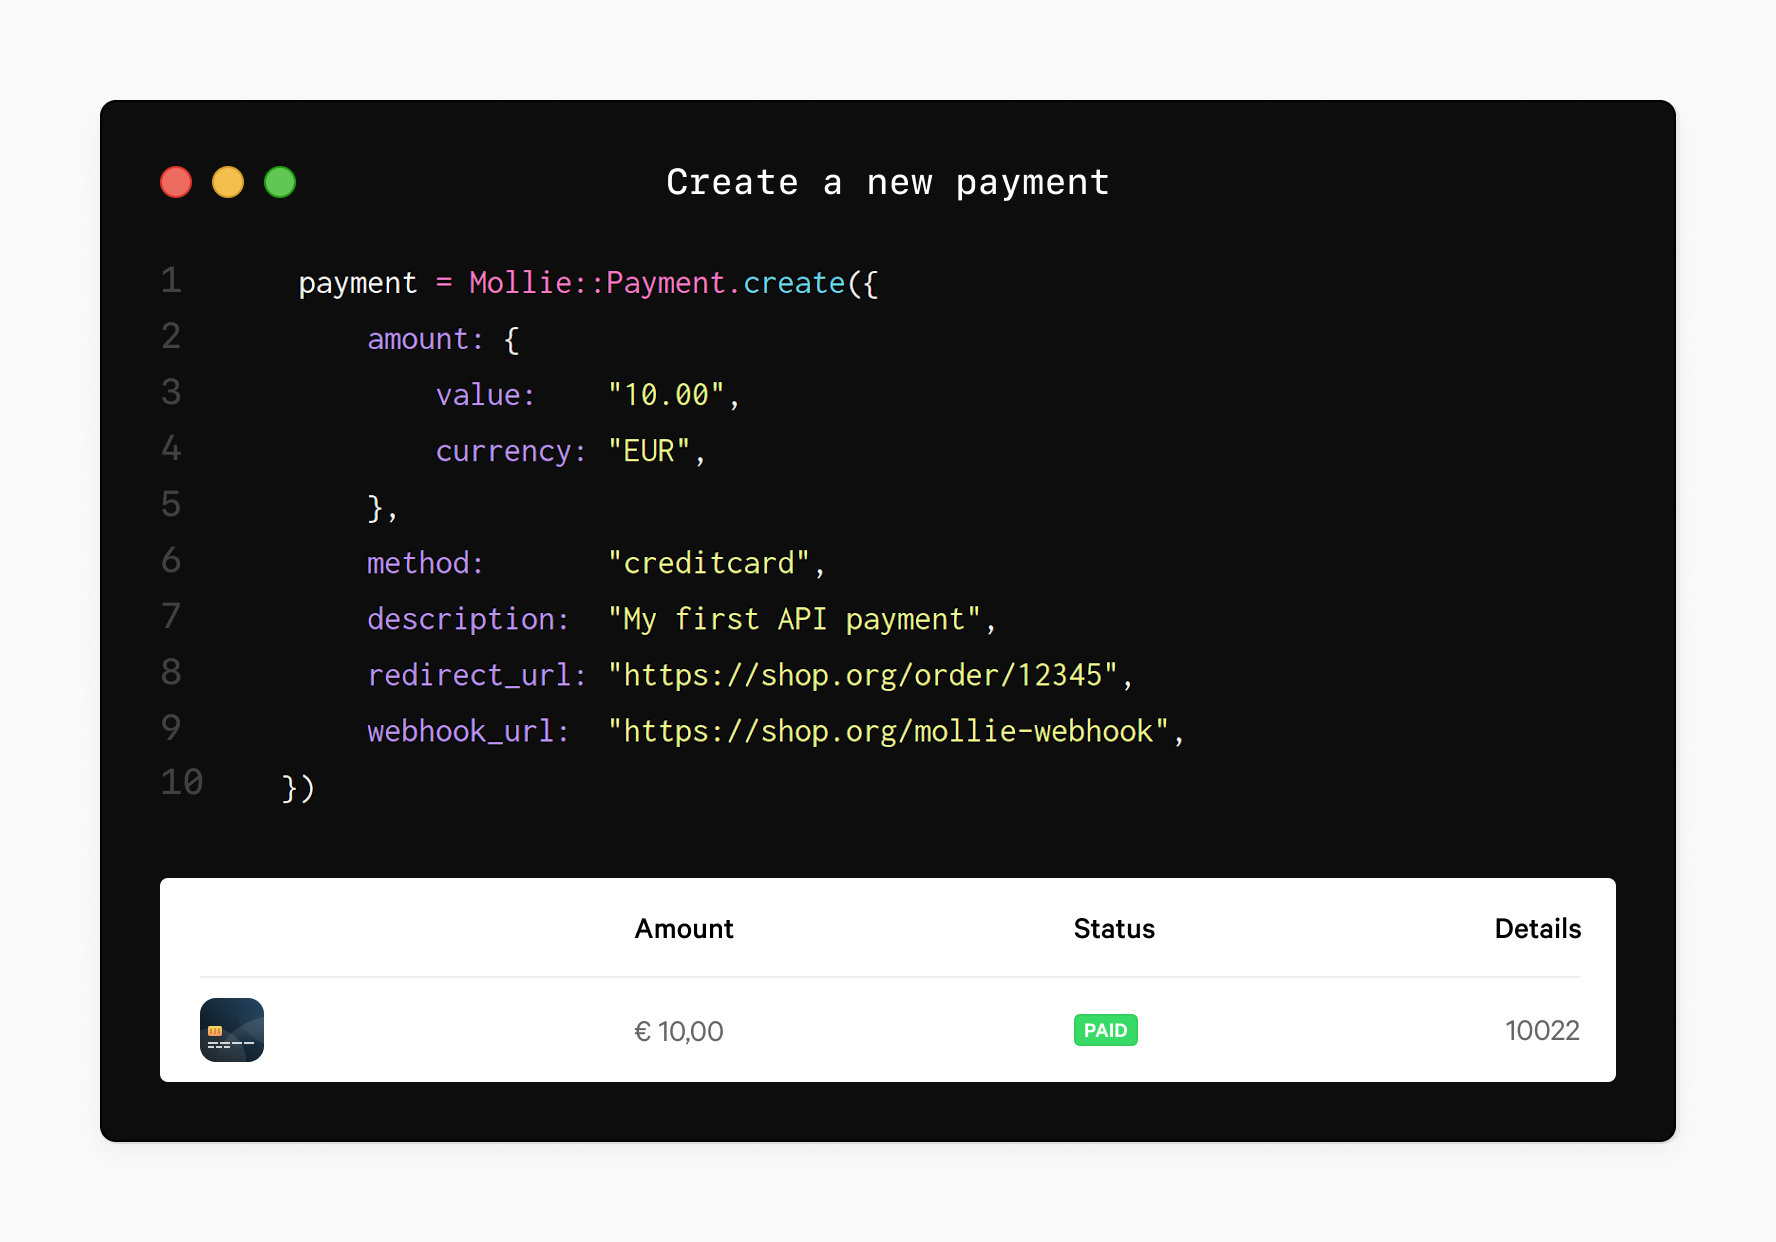 Create a new payment
1 payment = Mollie::Payment.create({
2 amount: {
3 value: "10.00",
4 currency: "EUR",
5 },
6 method: "creditcard",
7 description: "My first API payment",
8 redirect_url: "https://shop.org/order/12345",
9 webhook_url: "https://shop.org/mollie-webhook",
10 })
Amount Status Details
€ 10,00 PAID 10022